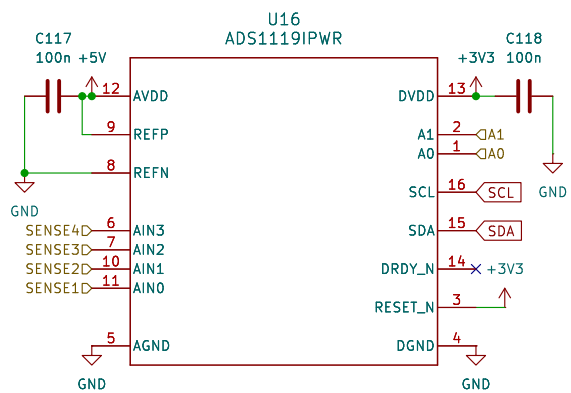 U16
ADS1119IPWR
C117
100n
+5V
+3V3
C118
100n
12 AVDD
DVDD 13
9 REFP
A1 2 A1
A0 1 A0
8 REFN
SCL 16 SCL
GND
GND
SENSE4 6 AIN3
SDA 15 SDA
SENSE3 7 AIN2
SENSE2 10 AIN1
DRDY_N 14
+3V3
SENSE1 11 AIN0
RESET_N 3
5 AGND
DGND 4
GND
GND